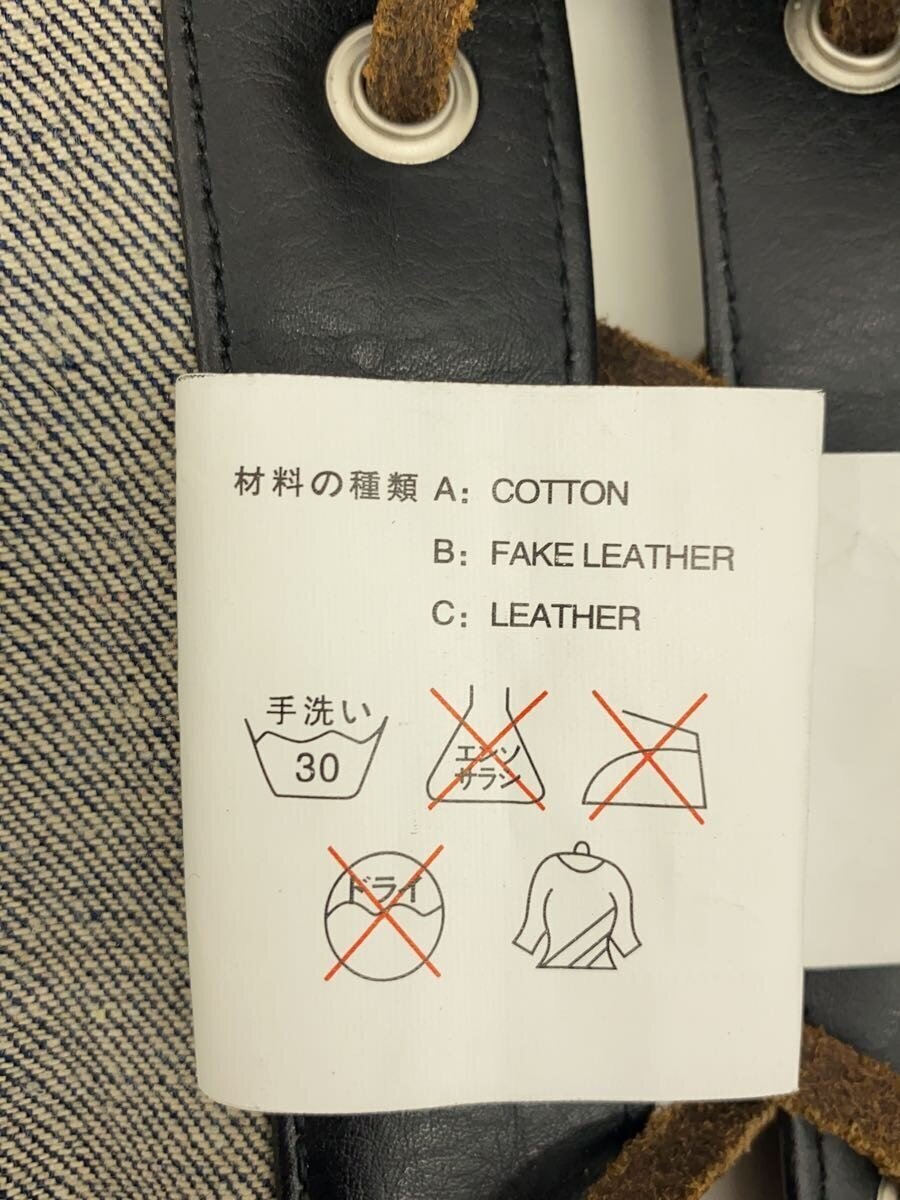 材料の種類 A: COTTON
B: FAKE LEATHER
C: LEATHER
手洗い
30
エンソ
サラシ
ドライ